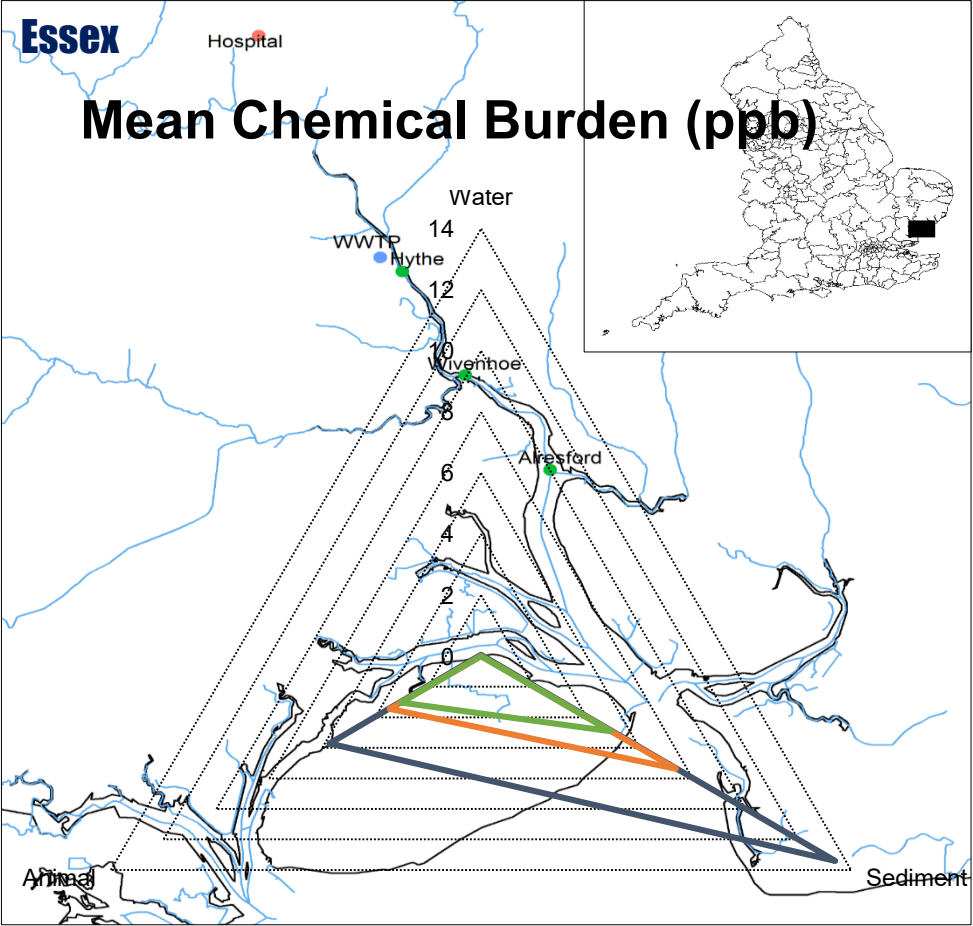 Essex
Hospital
Mean Chemical Burden (ppb)
Water
14
WWTP
Hythe
12
10
Wivenhoe
8
Alresford
6
4
2
0
Animal
Sediment